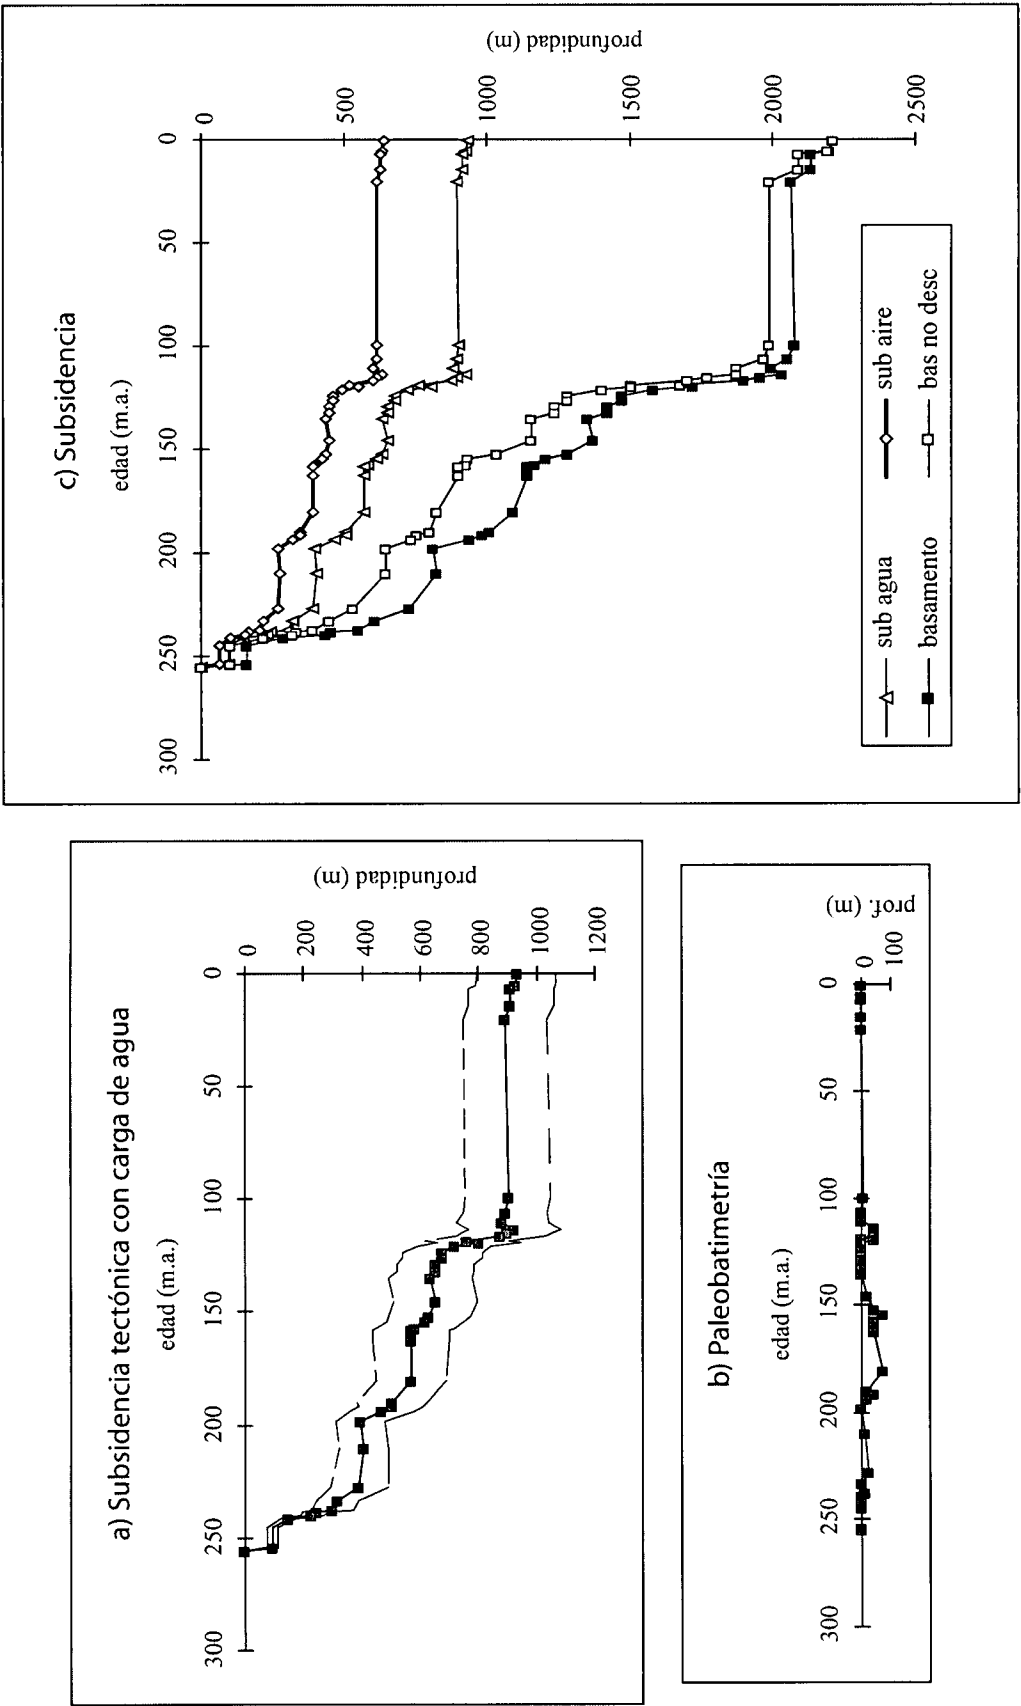 a) Subsidencia tectónica con carga de agua
edad (m.a.)
300 250 200 150 100 50 0
0
200
400
600
800
1000
1200
profundidad (m)
b) Paleobatimetría
edad (m.a.)
300 250 200 150 100 50 0
0
100
prof. (m)
c) Subsidencia
edad (m.a.)
300 250 200 150 100 50 0
0
500
1000
1500
2000
2500
profundidad (m)
sub agua sub aire
basamento bas no desc